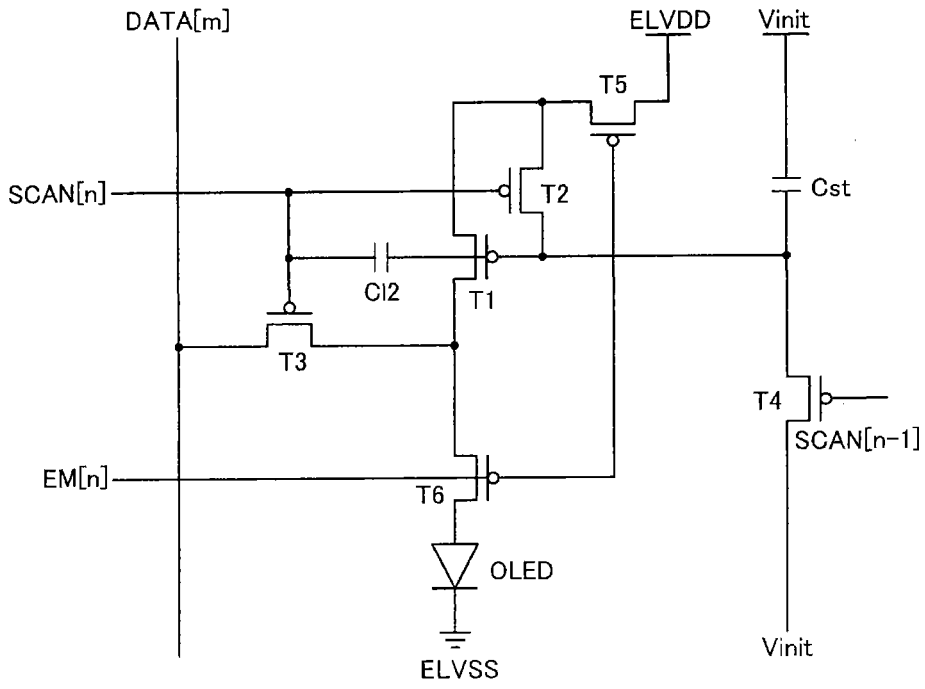 DATA[m]
ELVDD
Vinit
T5
SCAN[n]
T2
Cst
Cl2
T1
T3
T4
SCAN[n-1]
EM[n]
T6
OLED
Vinit
ELVSS